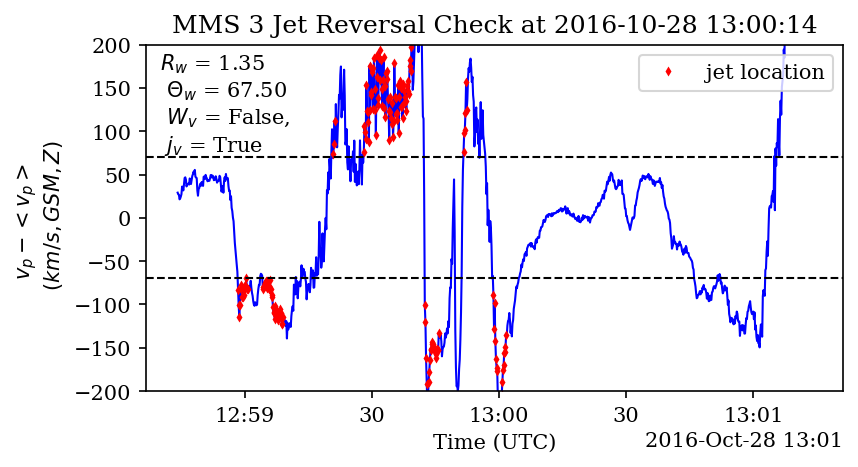 MMS 3 Jet Reversal Check at 2016-10-28 13:00:14
R_w = 1.35
Θ_w = 67.50
W_v = False,
j_v = True
jet location
v_p − < v_p >
(km/s, GSM, Z)
200
150
100
50
0
−50
−100
−150
−200
12:59 30 13:00 30 13:01
Time (UTC)
2016-Oct-28 13:01